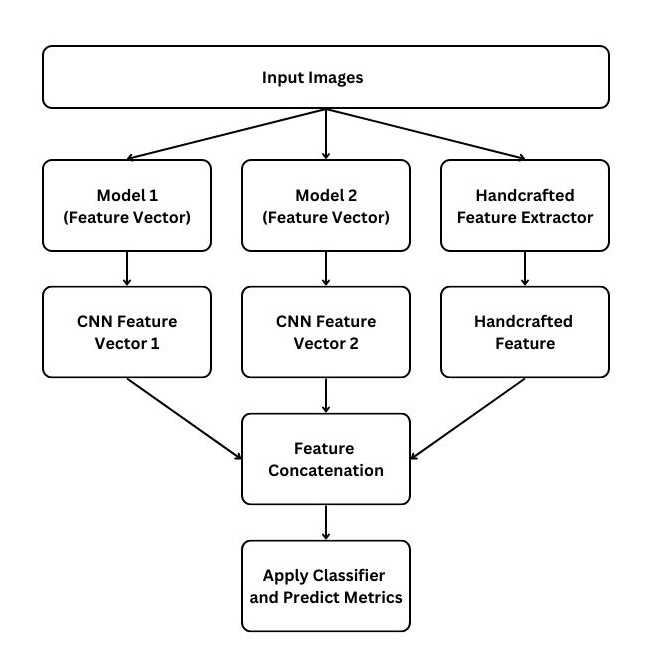 Input Images
Model 1
(Feature Vector)
Model 2
(Feature Vector)
Handcrafted
Feature Extractor
CNN Feature
Vector 1
CNN Feature
Vector 2
Handcrafted
Feature
Feature
Concatenation
Apply Classifier
and Predict Metrics